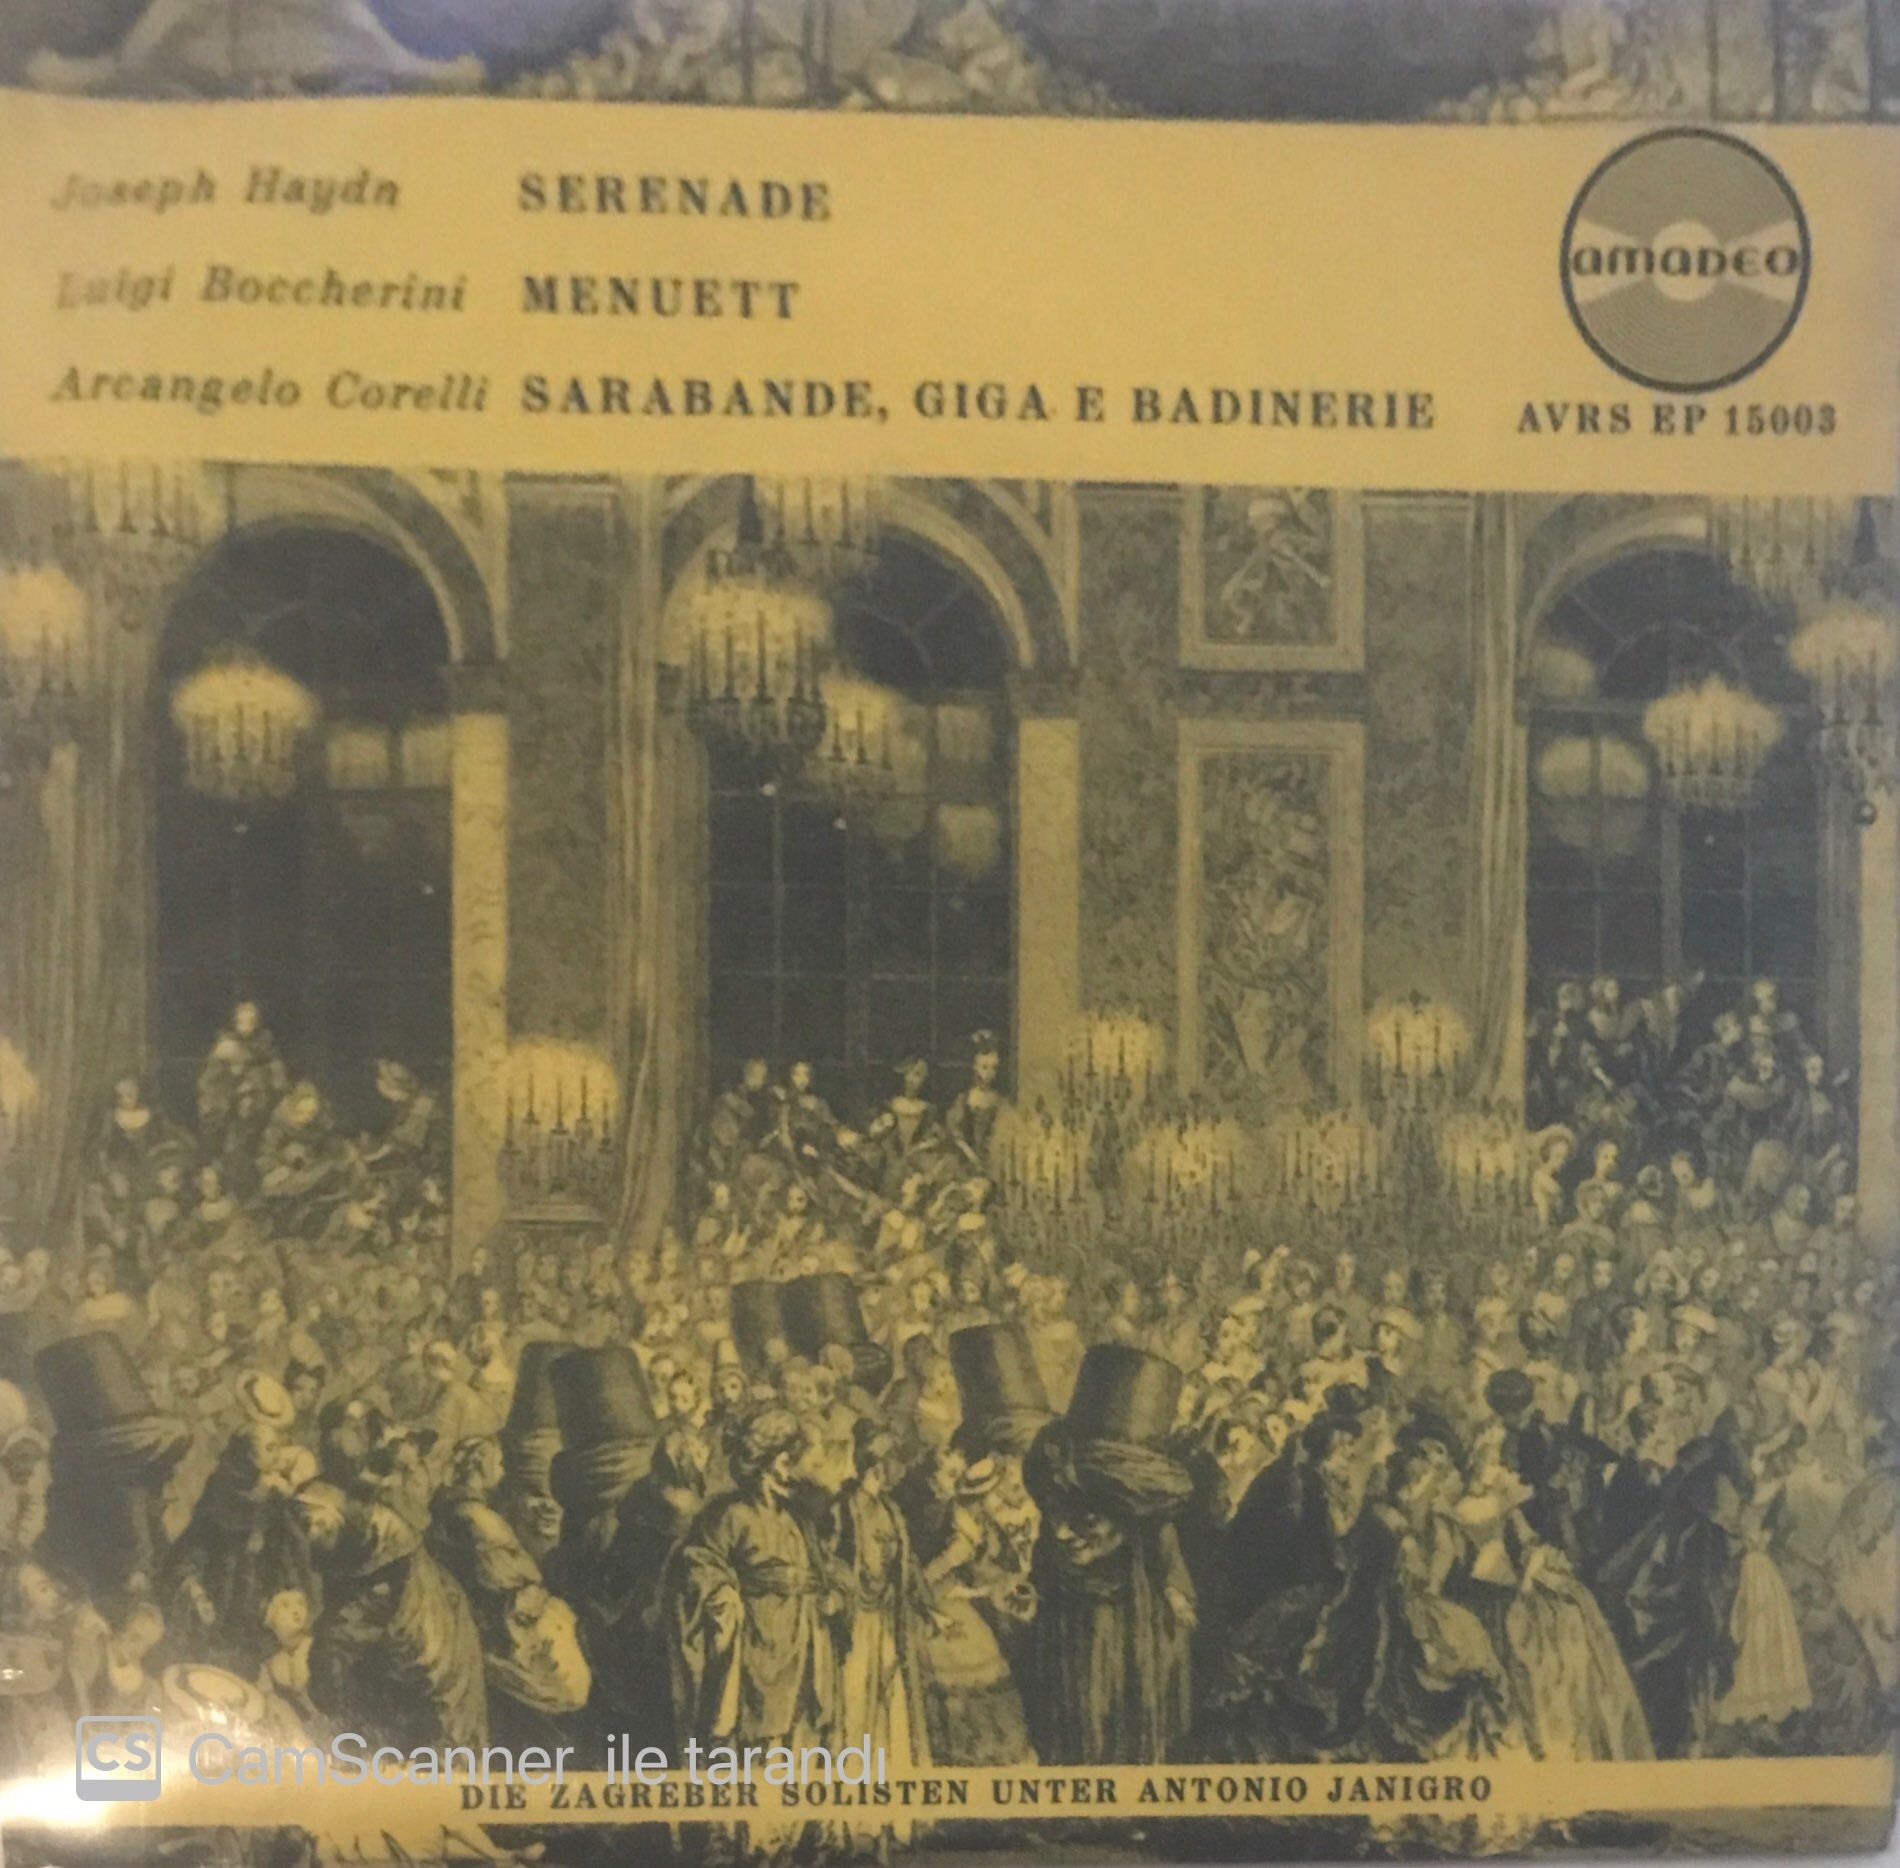 Joseph Haydn SERENADE
Luigi Boccherini MENUETT
Arcangelo Corelli SARABANDE, GIGA E BADINERIE
amadeo
AVRS EP 15003
CS CamScanner ile tarandı
DIE ZAGREBER SOLISTEN UNTER ANTONIO JANIGRO